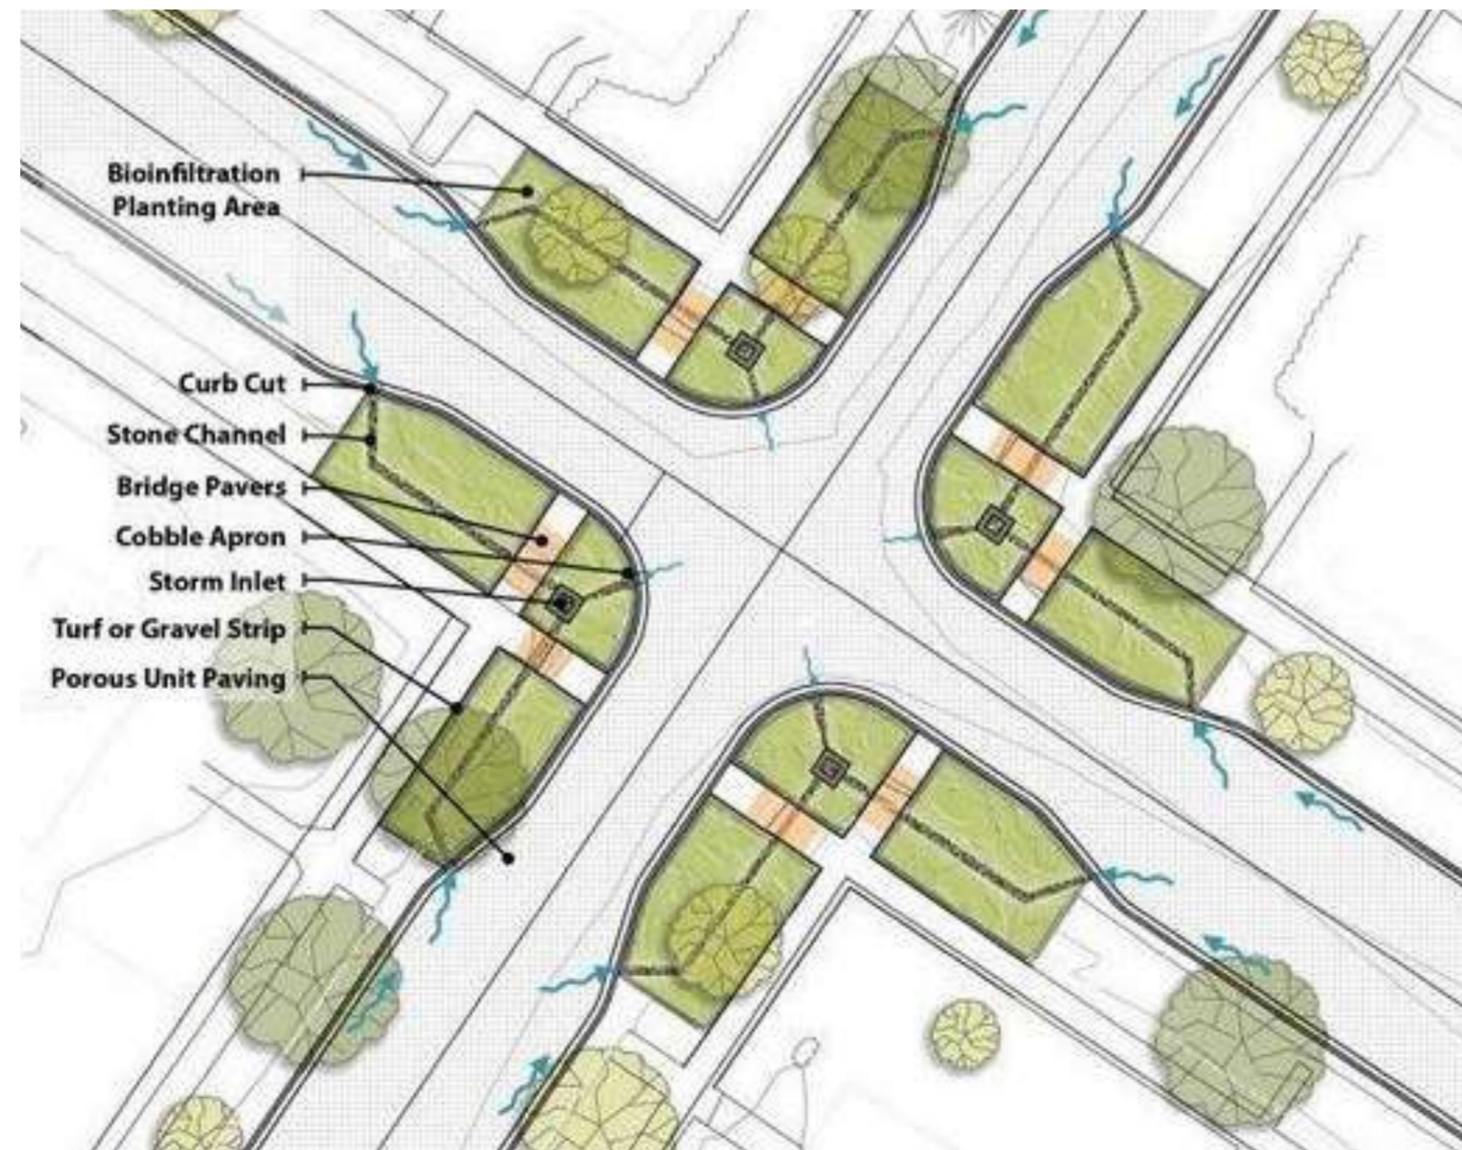 Bioinfiltration
Planting Area
Curb Cut
Stone Channel
Bridge Pavers
Cobble Apron
Storm Inlet
Turf or Gravel Strip
Porous Unit Paving